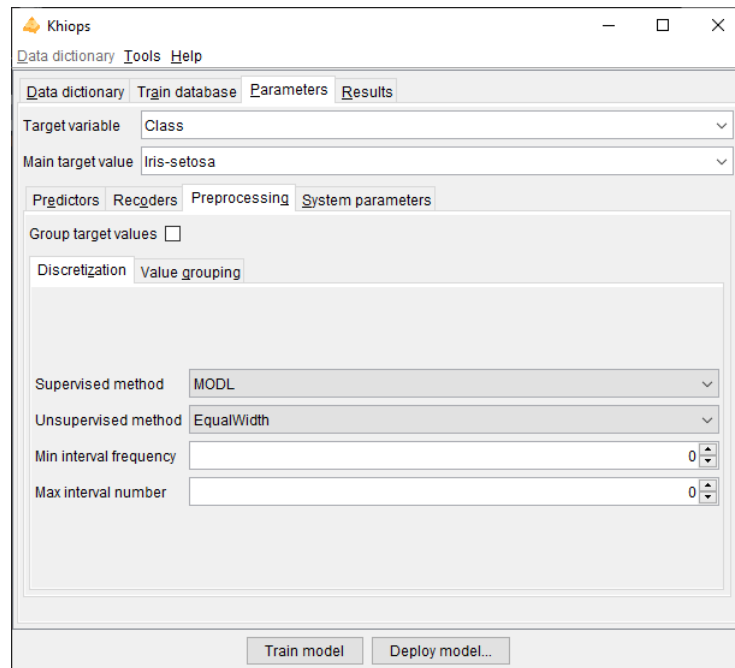 Khiops
Data dictionary Tools Help
Data dictionary Train database Parameters Results
Target variable Class
Main target value Iris-setosa
Predictors Recoders Preprocessing System parameters
Group target values
Discretization Value grouping
Supervised method MODL
Unsupervised method EqualWidth
Min interval frequency 0
Max interval number 0
Train model Deploy model...